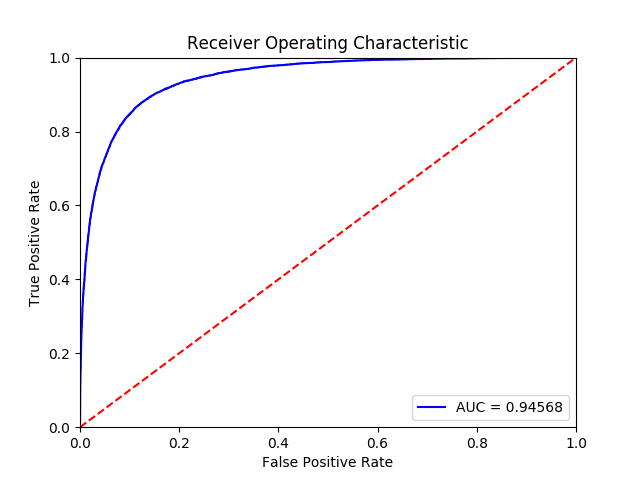 Receiver Operating Characteristic
1.0
0.8
0.6
0.4
0.2
0.0
True Positive Rate
AUC = 0.94568
0.0 0.2 0.4 0.6 0.8 1.0
False Positive Rate